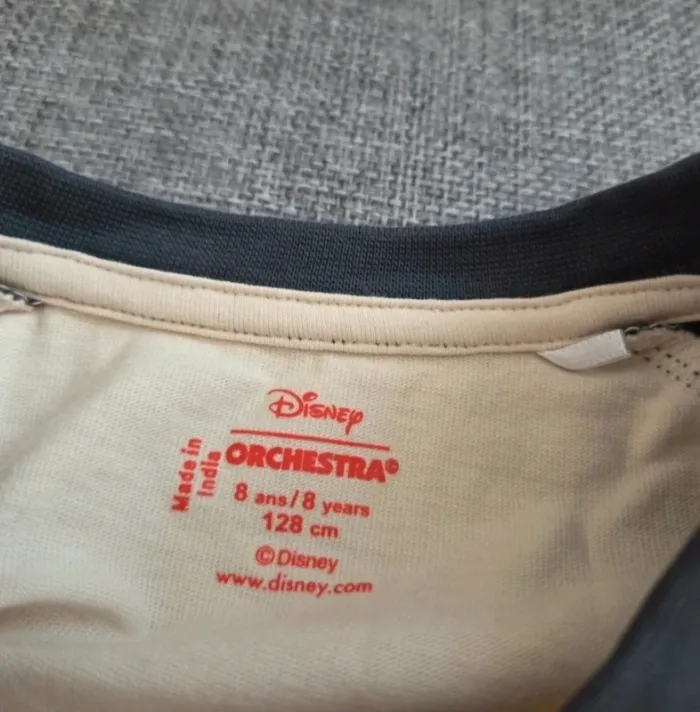 Disney
ORCHESTRA©
Made in
India
8 ans/8 years
128 cm
©Disney
www.disney.com